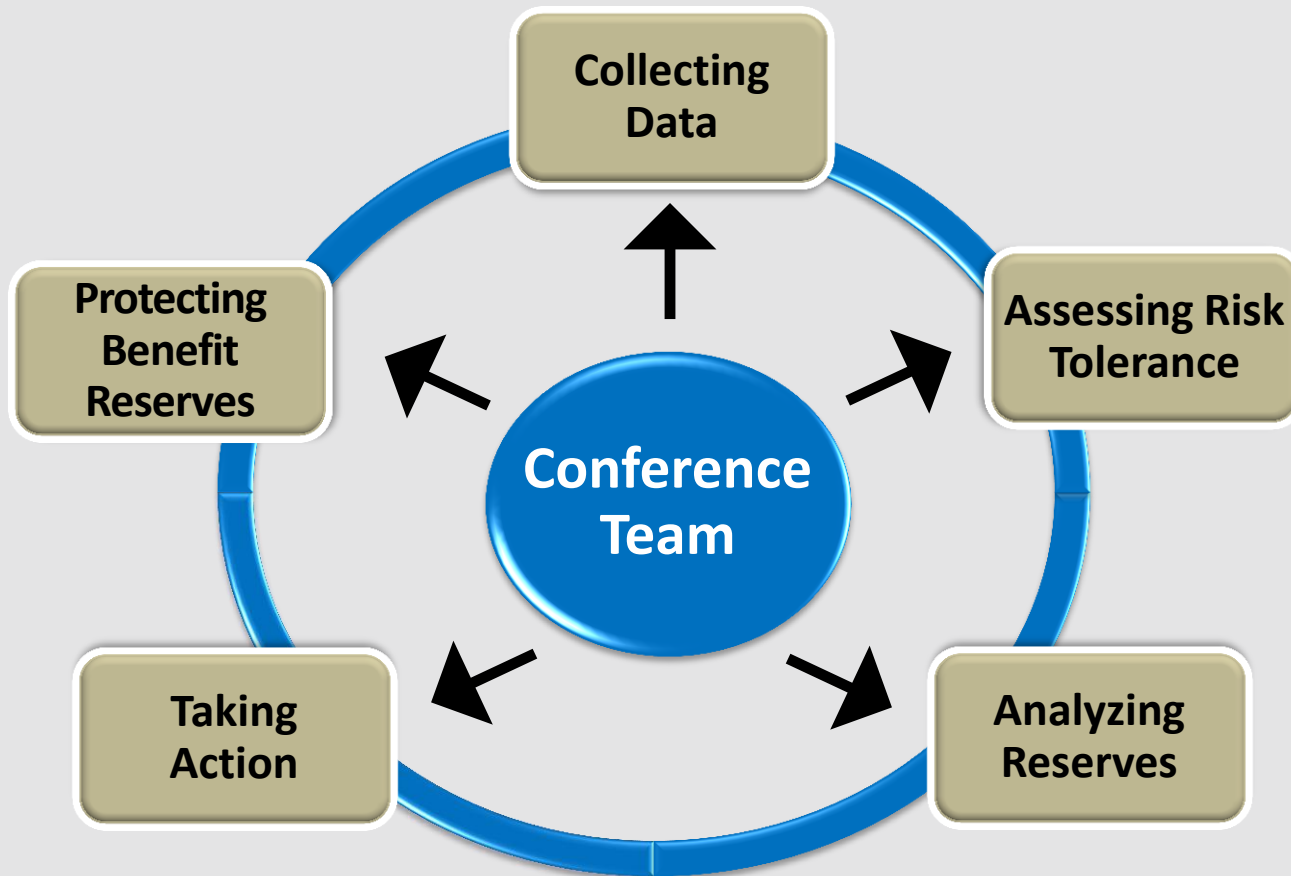 Collecting
Data
Assessing Risk
Tolerance
Analyzing
Reserves
Taking
Action
Protecting
Benefit
Reserves
Conference
Team